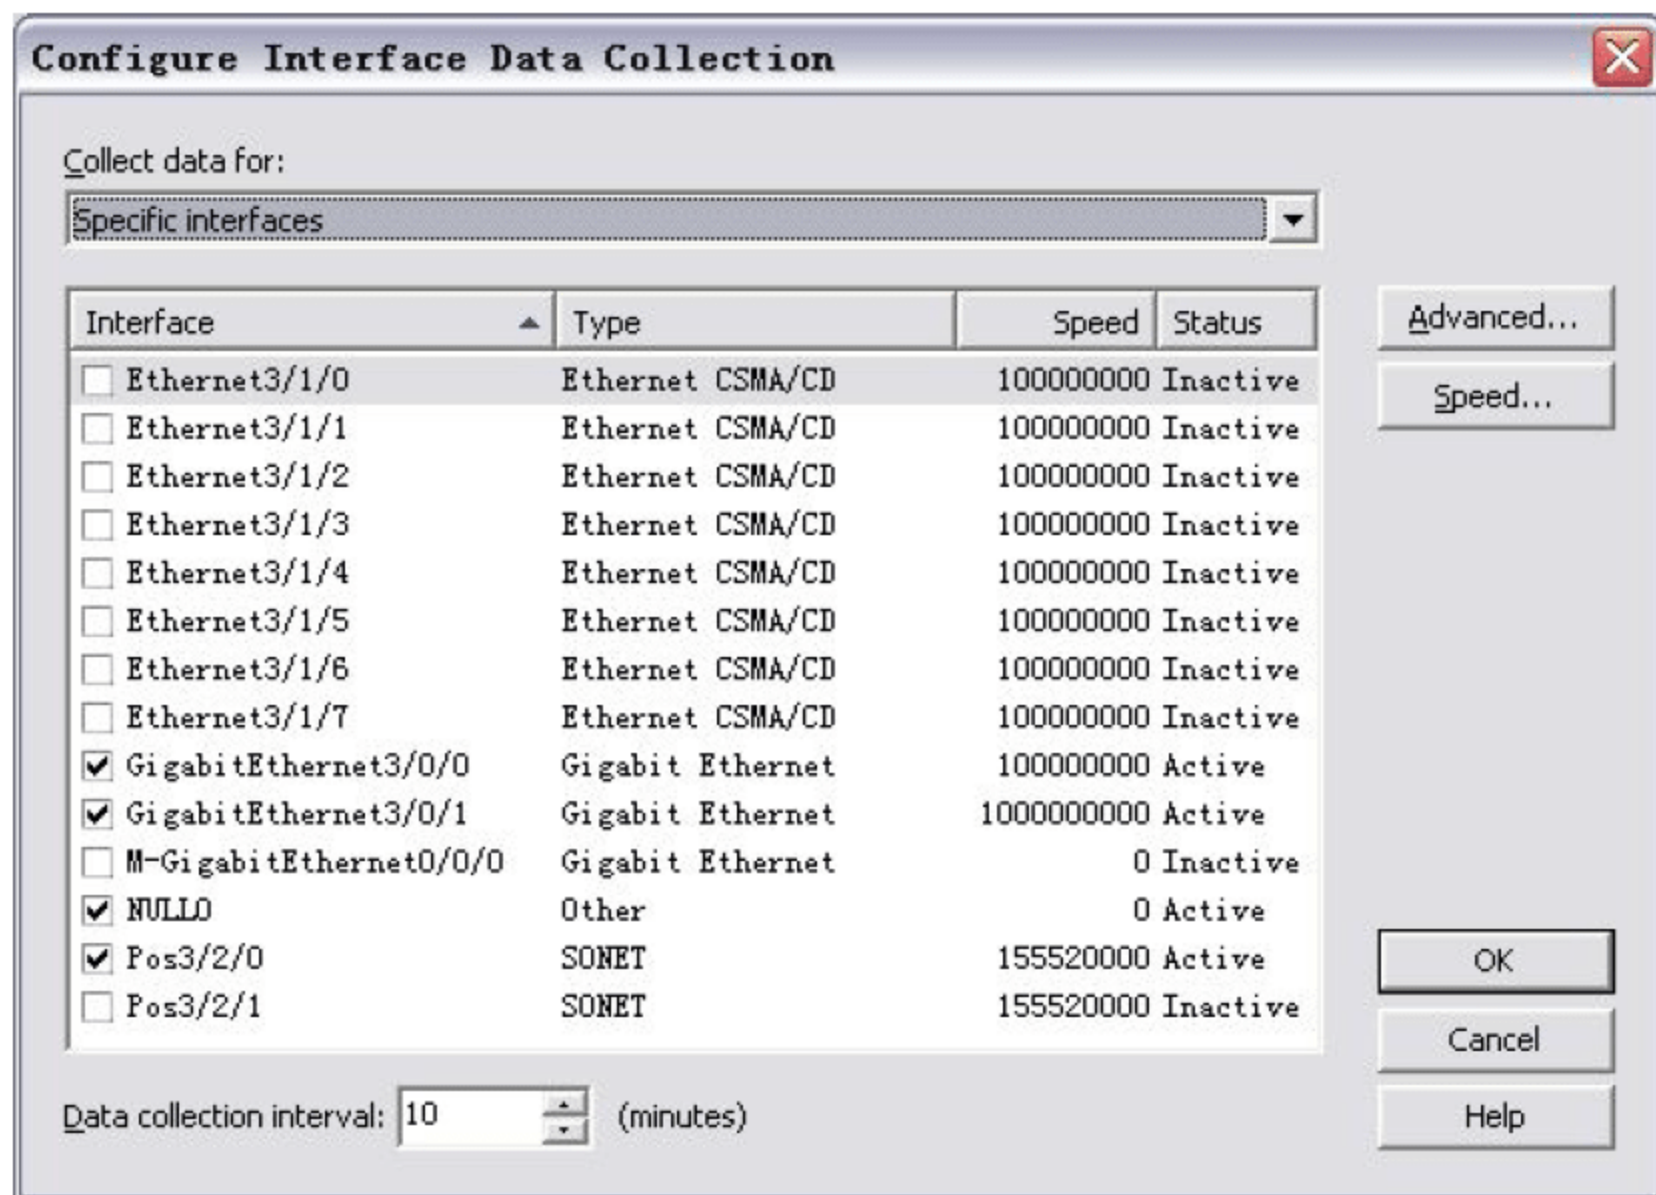 Configure Interface Data Collection
Collect data for:
Specific interfaces
Interface Type Speed Status
Advanced...
Ethernet3/1/0 Ethernet CSMA/CD 100000000 Inactive
Speed...
Ethernet3/1/1 Ethernet CSMA/CD 100000000 Inactive
Ethernet3/1/2 Ethernet CSMA/CD 100000000 Inactive
Ethernet3/1/3 Ethernet CSMA/CD 100000000 Inactive
Ethernet3/1/4 Ethernet CSMA/CD 100000000 Inactive
Ethernet3/1/5 Ethernet CSMA/CD 100000000 Inactive
Ethernet3/1/6 Ethernet CSMA/CD 100000000 Inactive
Ethernet3/1/7 Ethernet CSMA/CD 100000000 Inactive
GigabitEthernet3/0/0 Gigabit Ethernet 100000000 Active
GigabitEthernet3/0/1 Gigabit Ethernet 1000000000 Active
M-GigabitEthernet0/0/0 Gigabit Ethernet 0 Inactive
NULL0 Other 0 Active
Pos3/2/0 SONET 155520000 Active
OK
Pos3/2/1 SONET 155520000 Inactive
Cancel
Data collection interval: 10 (minutes)
Help